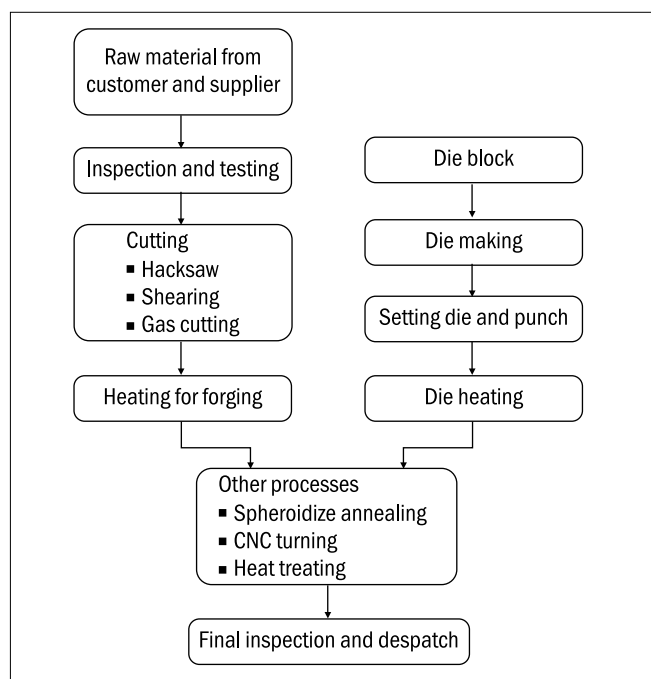 Raw material from
customer and supplier
Inspection and testing
Cutting
▪ Hacksaw
▪ Shearing
▪ Gas cutting
Heating for forging
Die block
Die making
Setting die and punch
Die heating
Other processes
▪ Spheroidize annealing
▪ CNC turning
▪ Heat treating
Final inspection and despatch